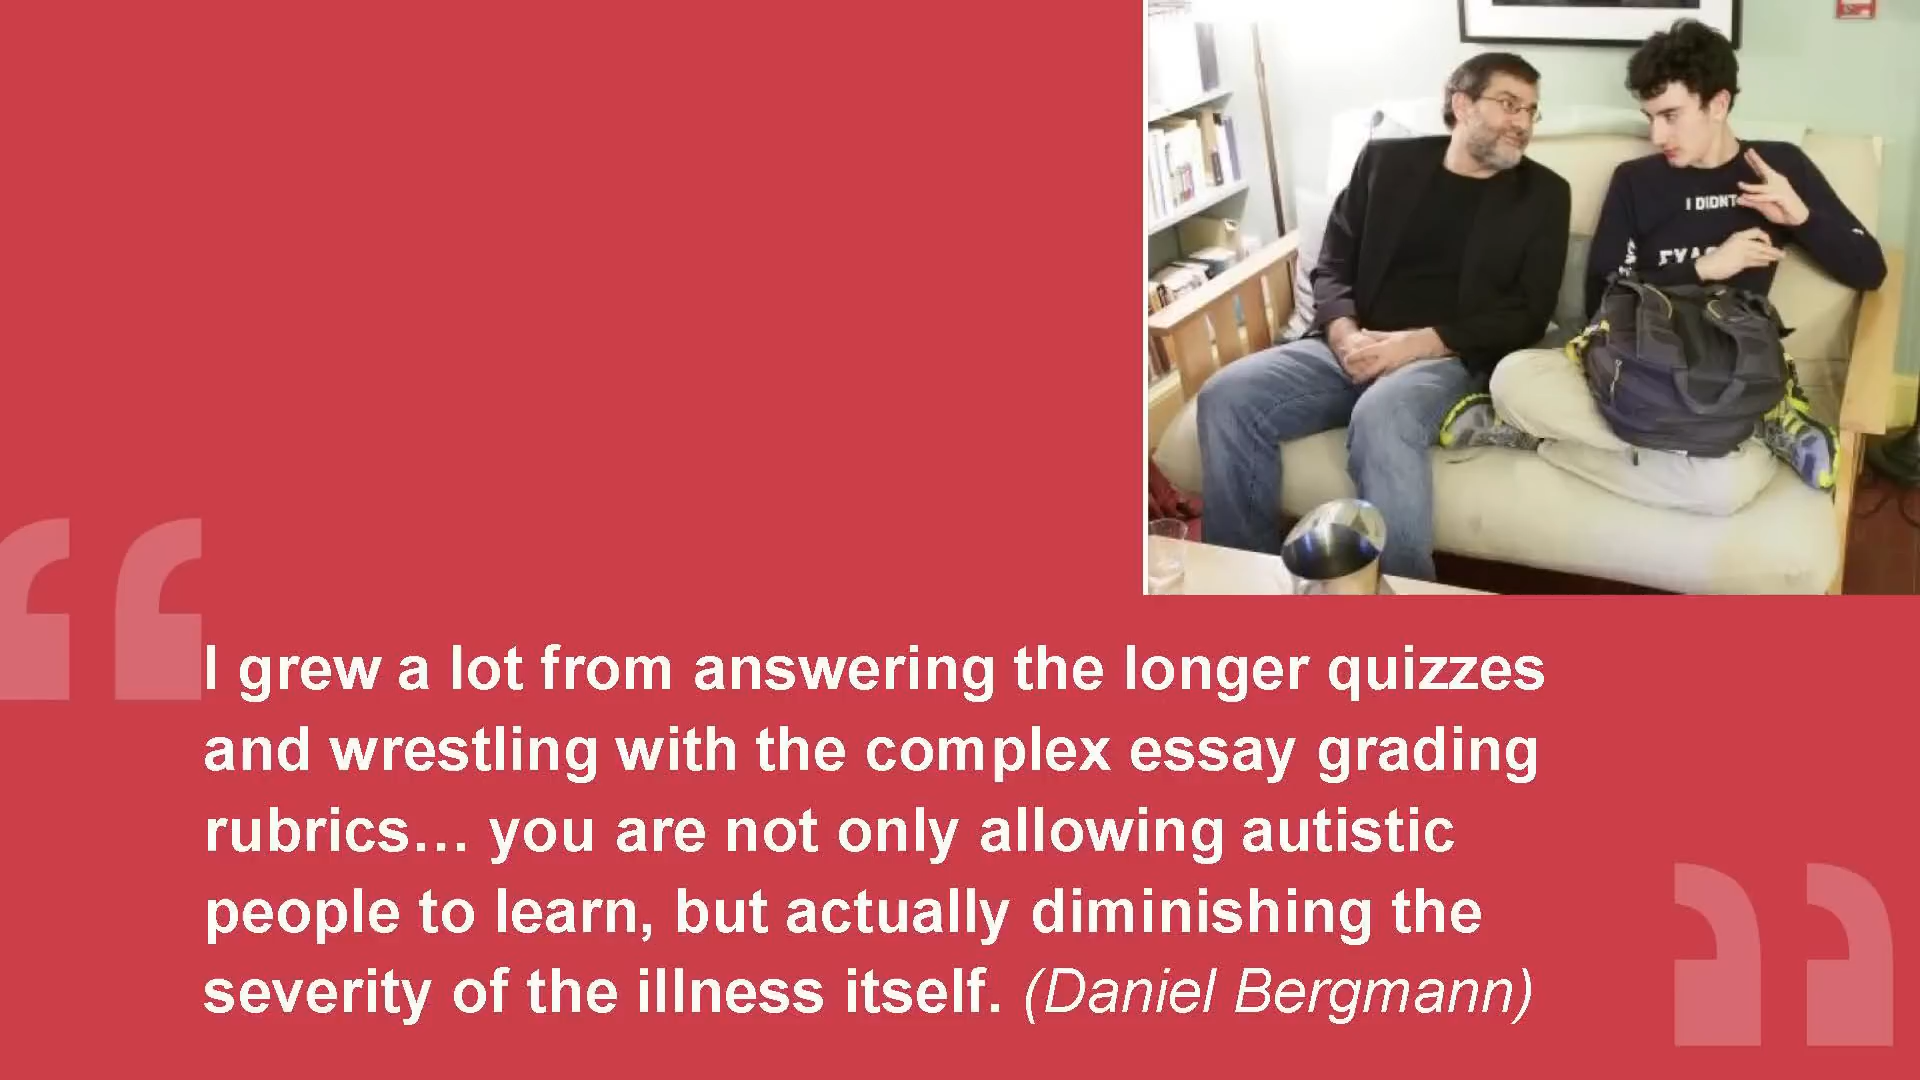 I DIDNT
I grew a lot from answering the longer quizzes
and wrestling with the complex essay grading
rubrics… you are not only allowing autistic
people to learn, but actually diminishing the
severity of the illness itself. (Daniel Bergmann)